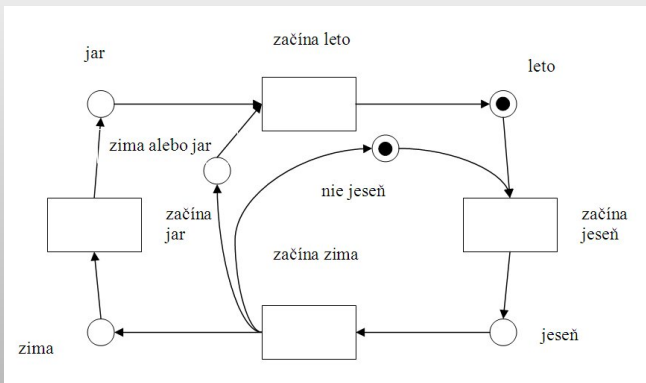 začína leto
jar
leto
zima alebo jar
nie jeseň
začína
jar
začína
jeseň
začína zima
zima
jeseň